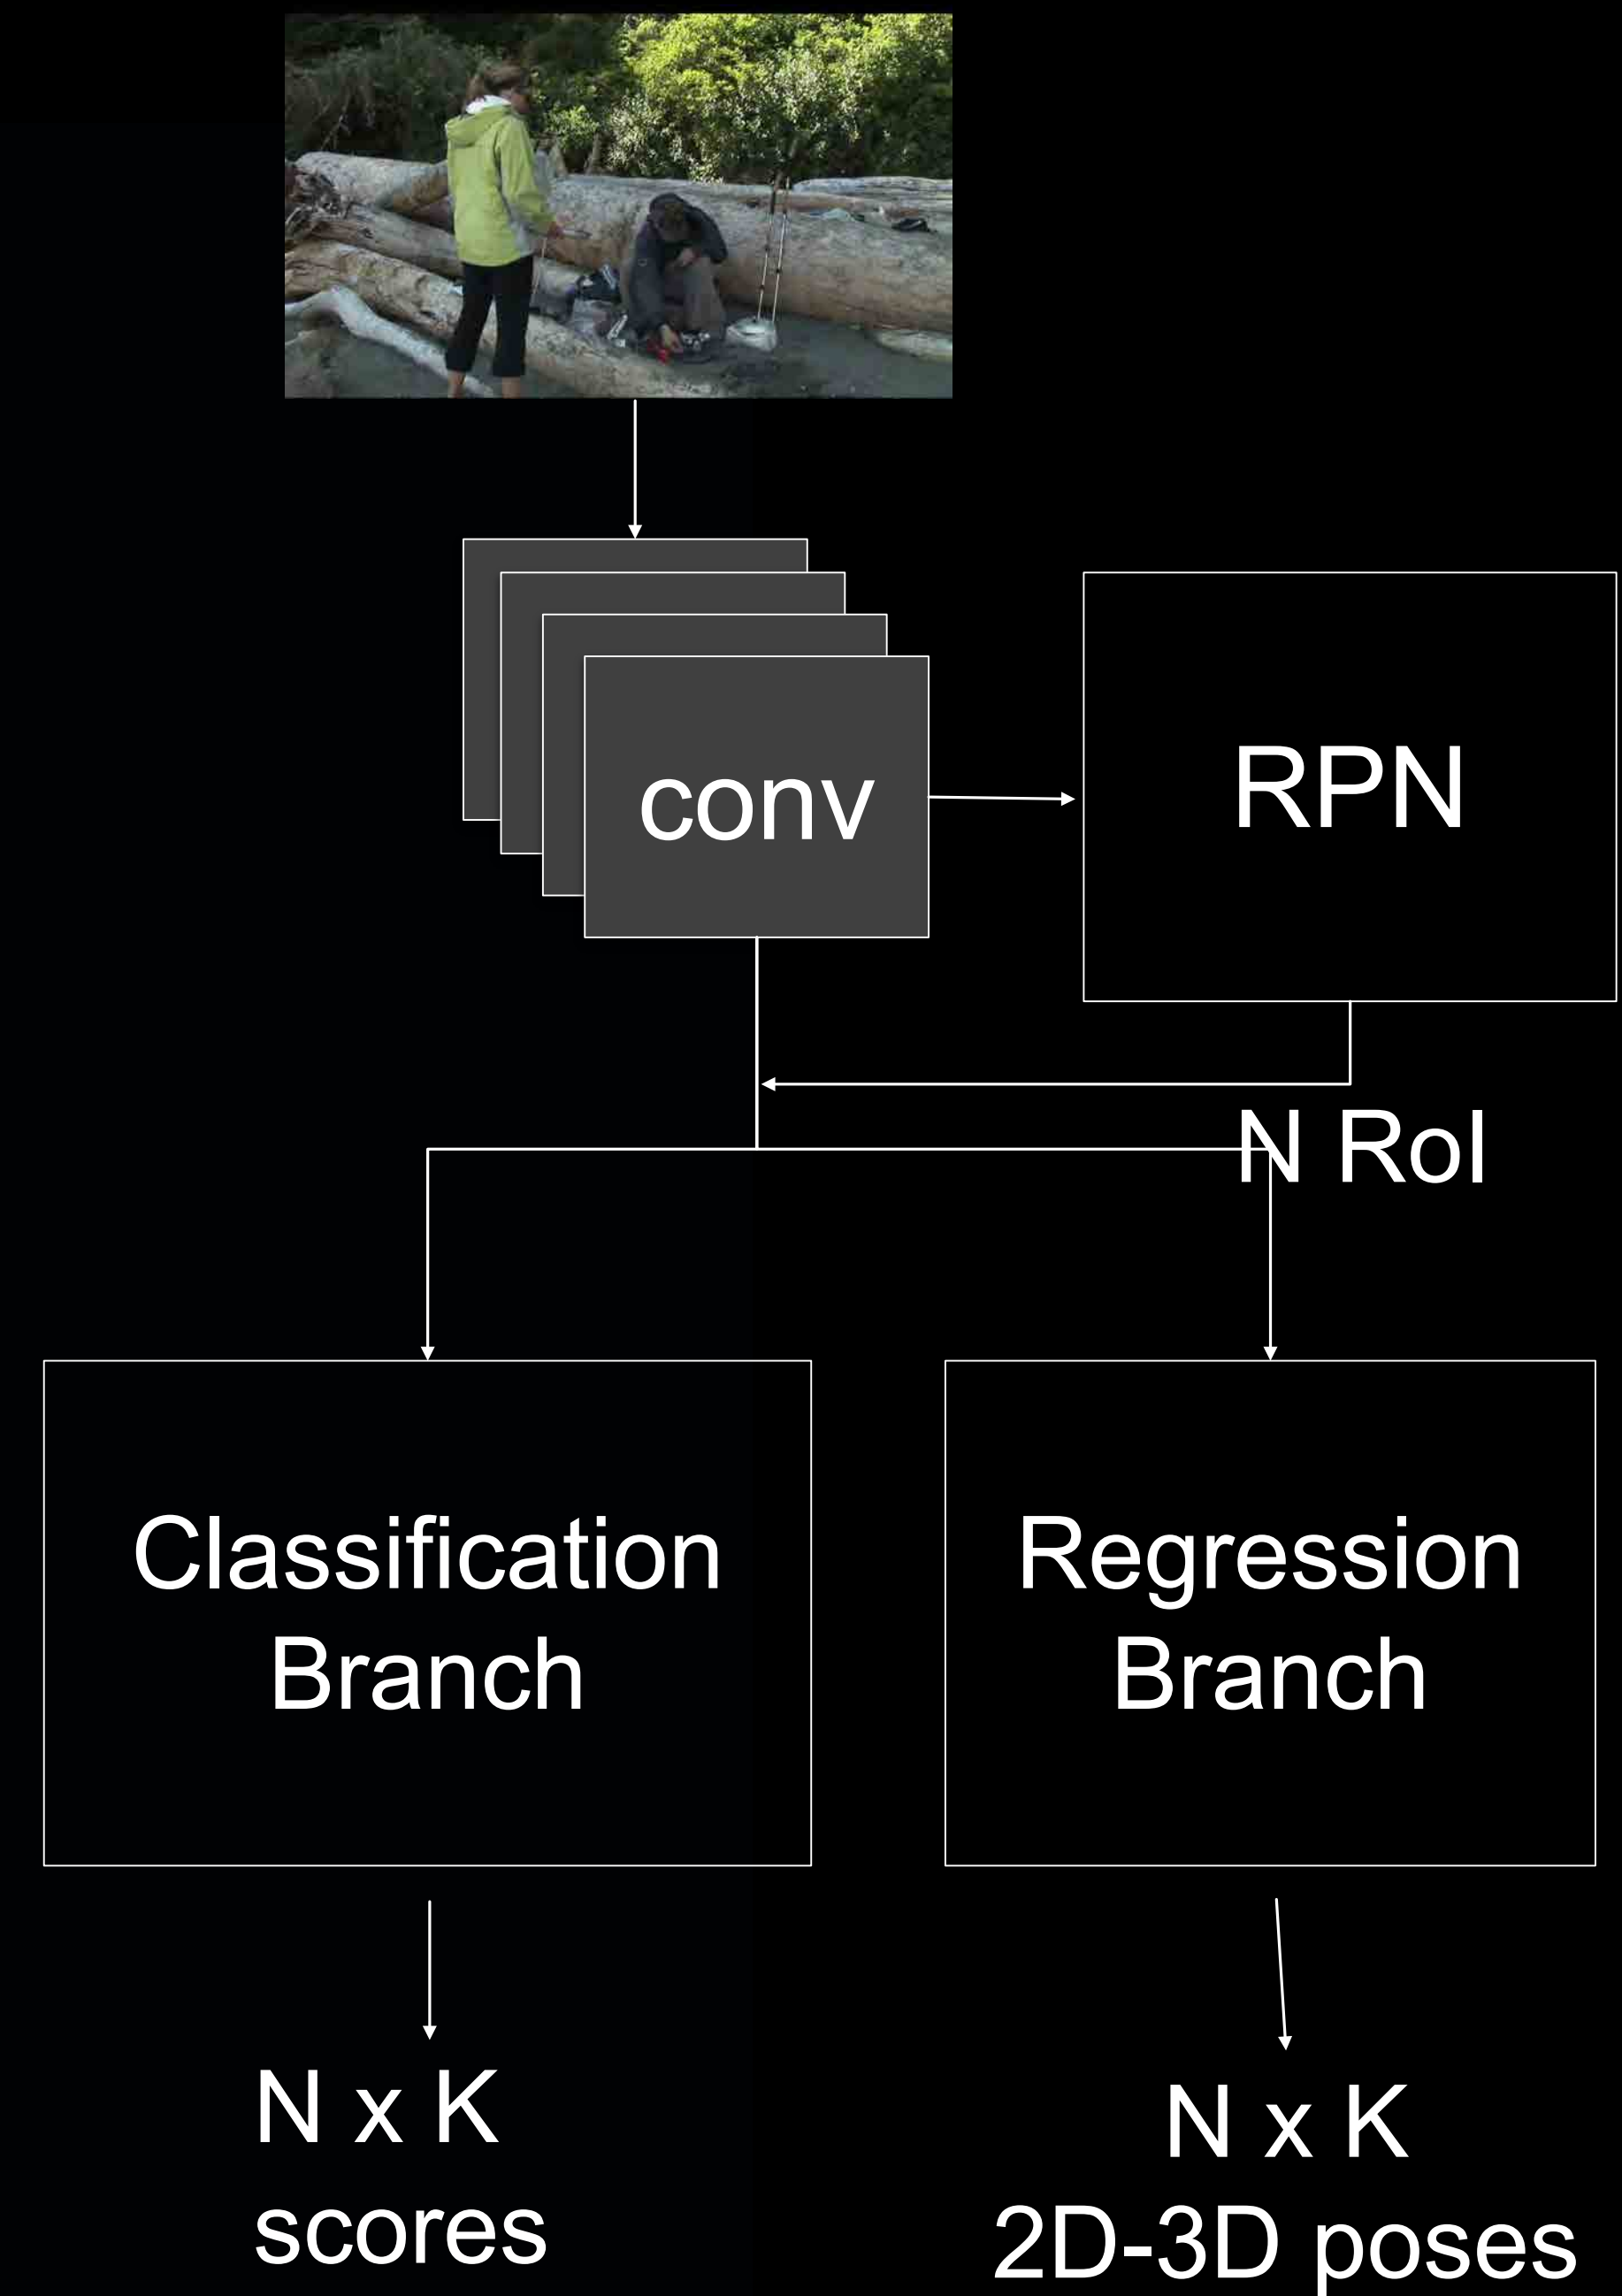 conv
RPN
N RoI
Classification
Branch
Regression
Branch
N x K
scores
N x K
2D-3D poses